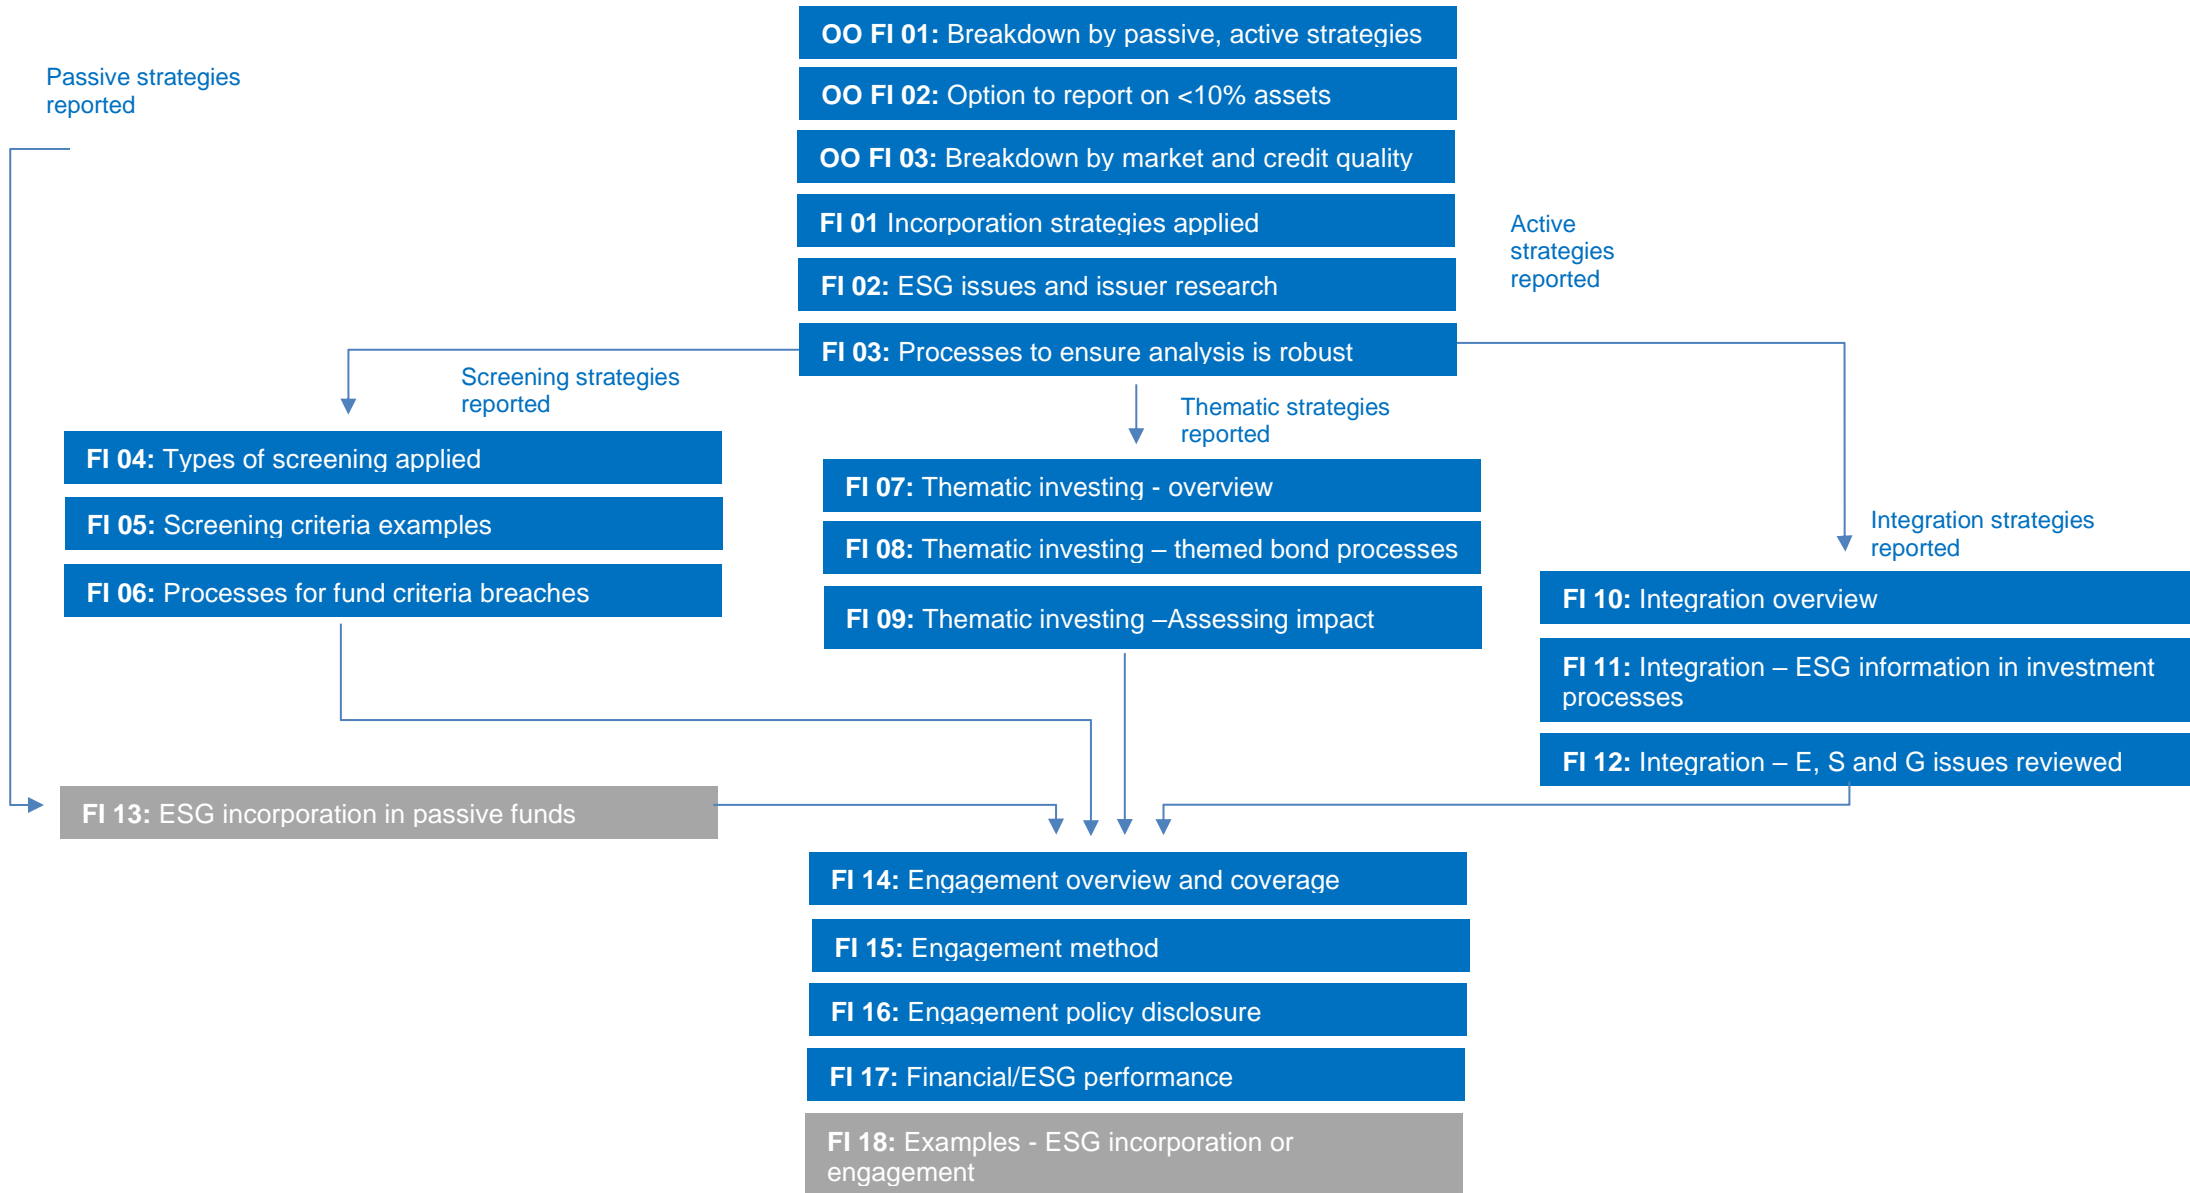 OO FI 01: Breakdown by passive, active strategies
Passive strategies
reported
OO FI 02: Option to report on <10% assets
OO FI 03: Breakdown by market and credit quality
FI 01 Incorporation strategies applied
Active
strategies
reported
FI 02: ESG issues and issuer research
FI 03: Processes to ensure analysis is robust
Screening strategies
reported
Thematic strategies
reported
FI 04: Types of screening applied
FI 05: Screening criteria examples
FI 06: Processes for fund criteria breaches
FI 07: Thematic investing - overview
FI 08: Thematic investing – themed bond processes
FI 09: Thematic investing –Assessing impact
Integration strategies
reported
FI 10: Integration overview
FI 11: Integration – ESG information in investment
processes
FI 12: Integration – E, S and G issues reviewed
FI 13: ESG incorporation in passive funds
FI 14: Engagement overview and coverage
FI 15: Engagement method
FI 16: Engagement policy disclosure
FI 17: Financial/ESG performance
FI 18: Examples - ESG incorporation or
engagement